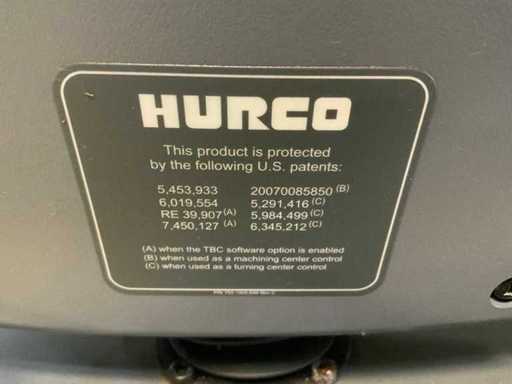 HURCO
This product is protected
by the following U.S. patents:
5,453,933 20070085850 (B)
6,019,554 5,291,416 (C)
RE 39,907 (A) 5,984,499 (C)
7,450,127 (A) 6,345,212 (C)
(A) when the TBC software option is enabled
(B) when used as a machining center control
(C) when used as a turning center control